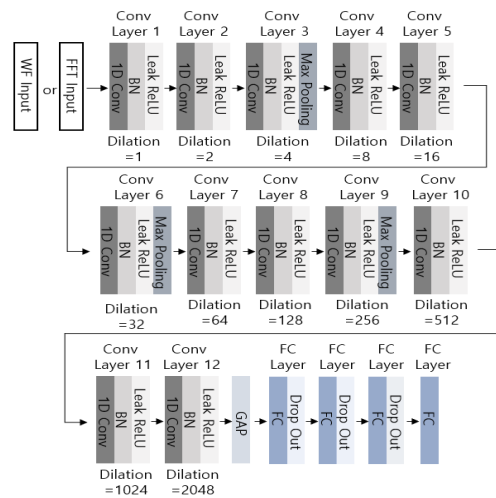 WF Input
or
FFT Input
Conv Layer 1
1D Conv
BN
Leak ReLU
Dilation
=1
Conv Layer 2
1D Conv
BN
Leak ReLU
Dilation
=2
Conv Layer 3
1D Conv
BN
Leak ReLU
Max Pooling
Dilation
=4
Conv Layer 4
1D Conv
BN
Leak ReLU
Dilation
=8
Conv Layer 5
1D Conv
BN
Leak ReLU
Dilation
=16
Conv Layer 6
1D Conv
BN
Leak ReLU
Max Pooling
Dilation
=32
Conv Layer 7
1D Conv
BN
Leak ReLU
Dilation
=64
Conv Layer 8
1D Conv
BN
Leak ReLU
Dilation
=128
Conv Layer 9
1D Conv
BN
Leak ReLU
Max Pooling
Dilation
=256
Conv Layer 10
1D Conv
BN
Leak ReLU
Dilation
=512
Conv Layer 11
1D Conv
BN
Leak ReLU
Dilation
=1024
Conv Layer 12
1D Conv
BN
Leak ReLU
Dilation
=2048
GAP
FC Layer
FC
Drop Out
FC Layer
FC
Drop Out
FC Layer
FC
Drop Out
FC Layer
FC